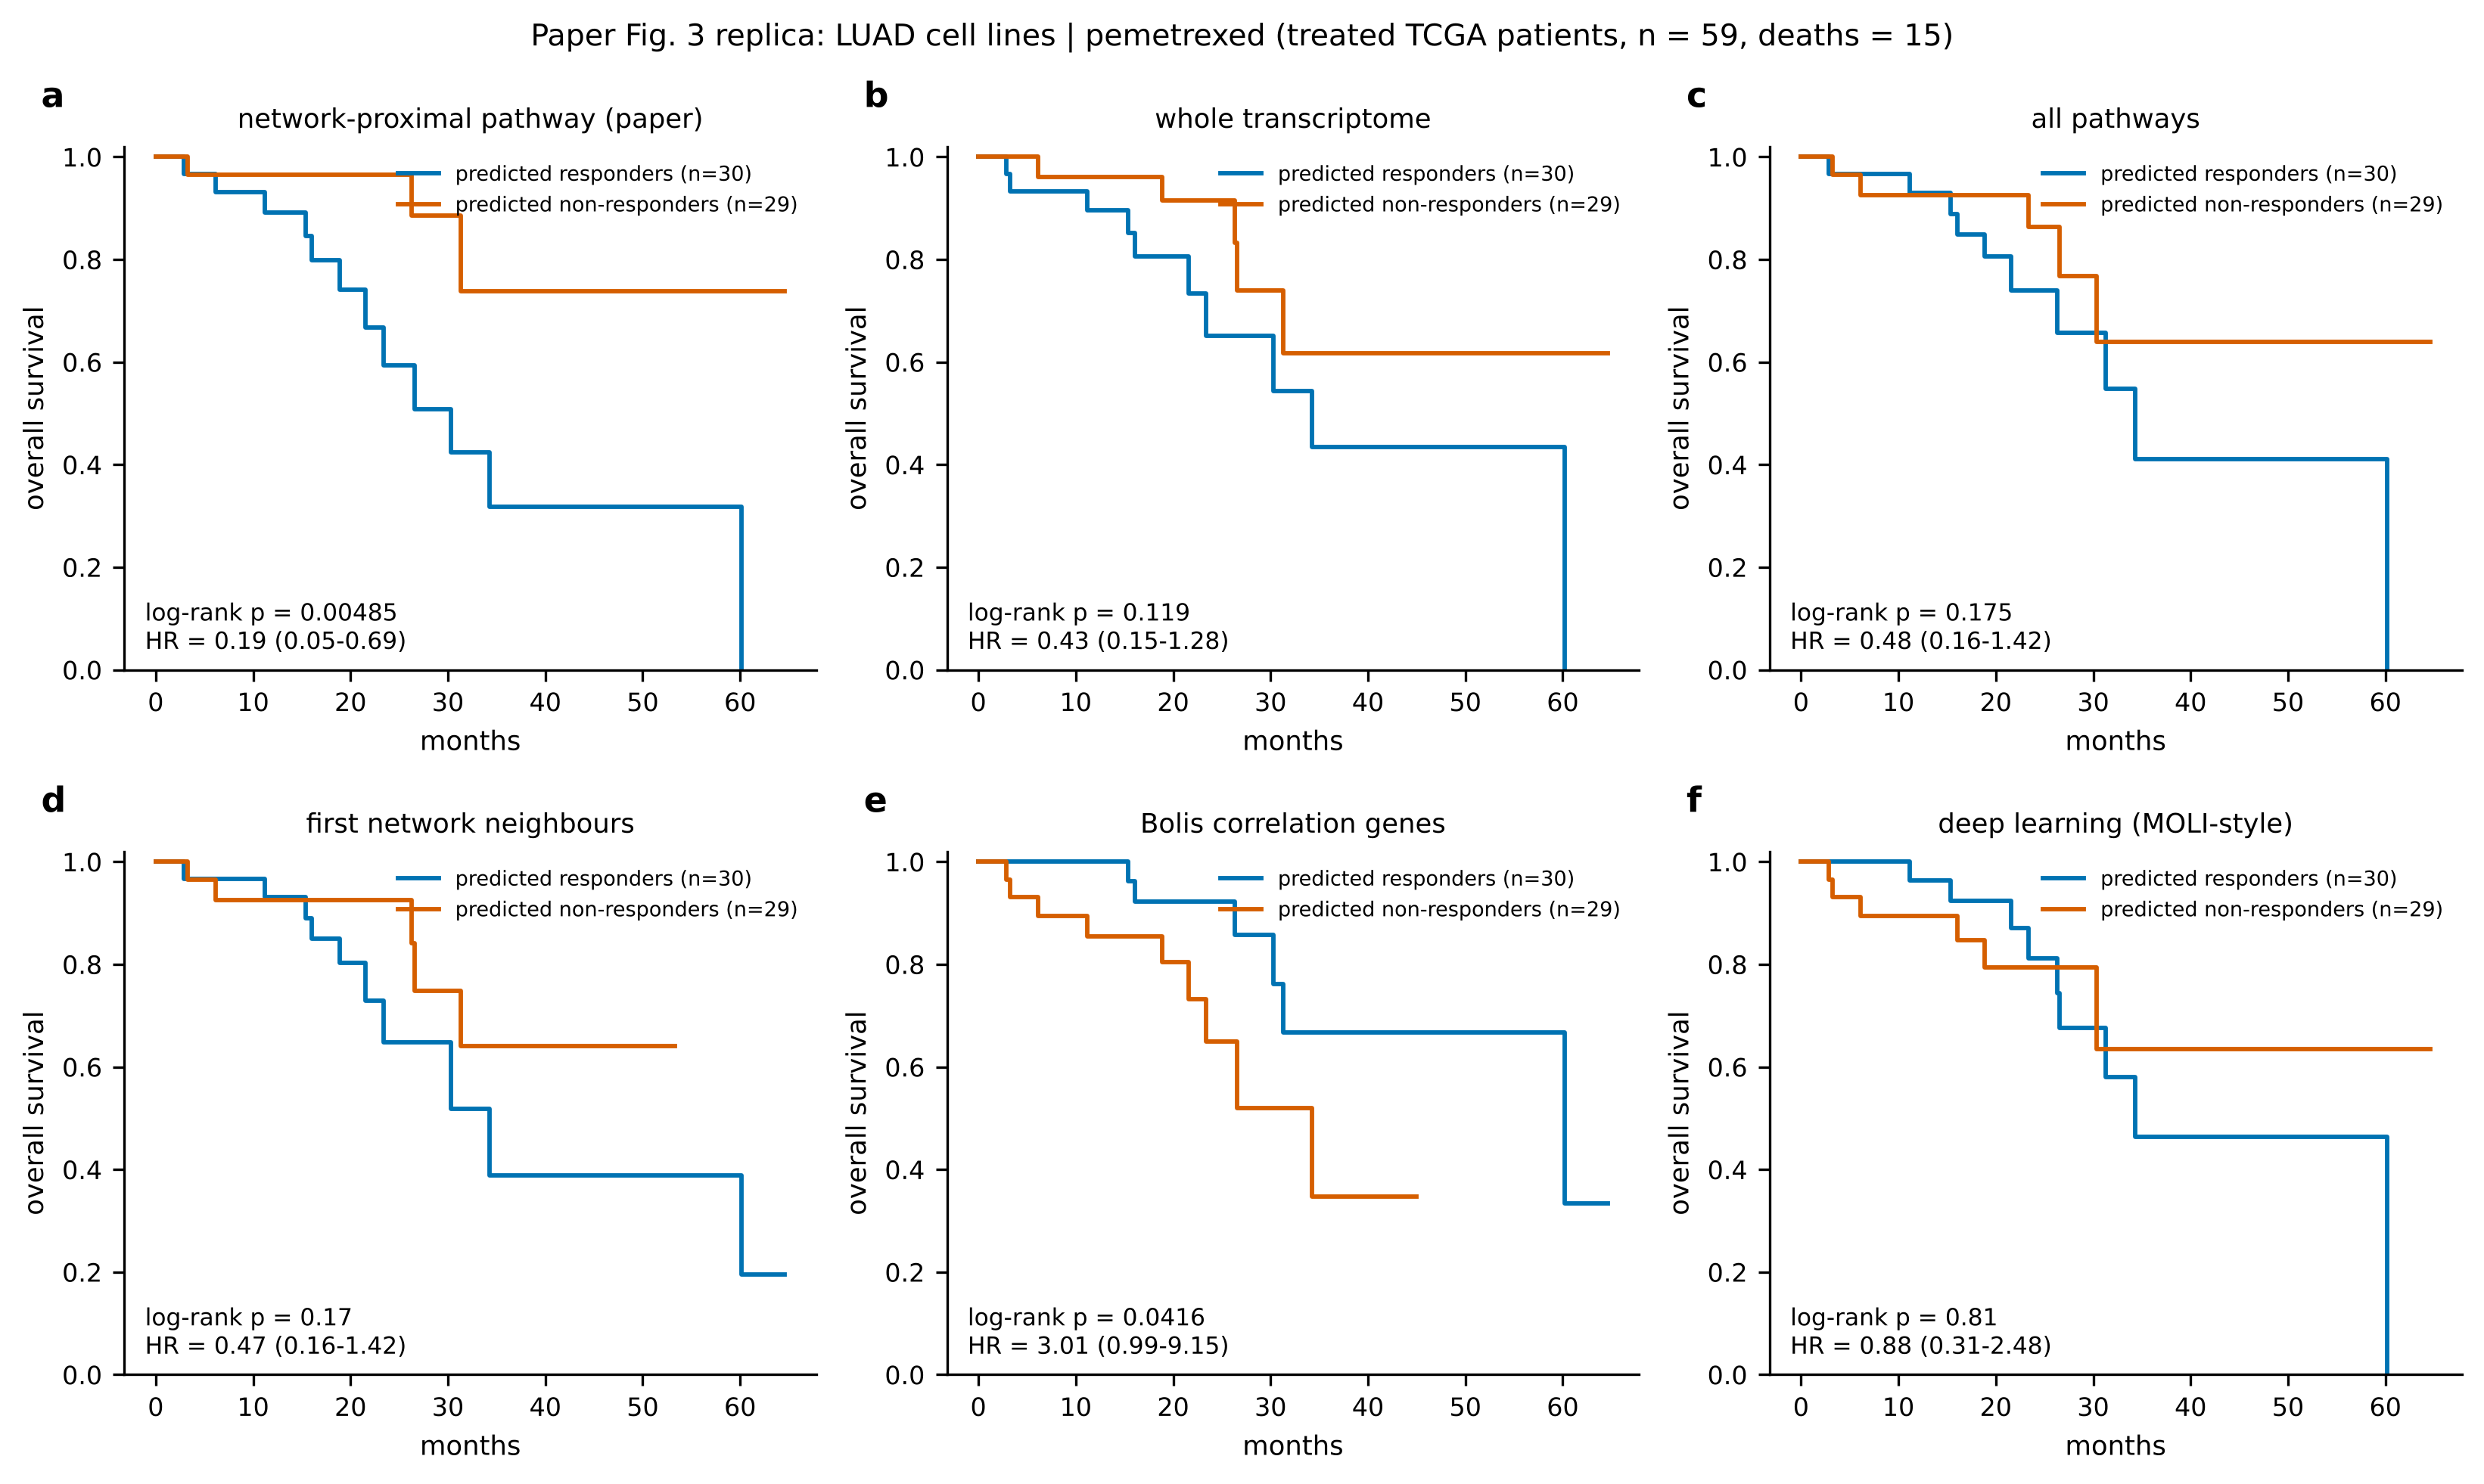 Paper Fig. 3 replica: LUAD cell lines | pemetrexed (treated TCGA patients, n = 59, deaths = 15)
a
network-proximal pathway (paper)
predicted responders (n=30)
predicted non-responders (n=29)
1.0
0.8
0.6
0.4
0.2
0.0
overall survival
log-rank p = 0.00485
HR = 0.19 (0.05-0.69)
0 10 20 30 40 50 60
months
b
whole transcriptome
predicted responders (n=30)
predicted non-responders (n=29)
1.0
0.8
0.6
0.4
0.2
0.0
overall survival
log-rank p = 0.119
HR = 0.43 (0.15-1.28)
0 10 20 30 40 50 60
months
c
all pathways
predicted responders (n=30)
predicted non-responders (n=29)
1.0
0.8
0.6
0.4
0.2
0.0
overall survival
log-rank p = 0.175
HR = 0.48 (0.16-1.42)
0 10 20 30 40 50 60
months
d
first network neighbours
predicted responders (n=30)
predicted non-responders (n=29)
1.0
0.8
0.6
0.4
0.2
0.0
overall survival
log-rank p = 0.17
HR = 0.47 (0.16-1.42)
0 10 20 30 40 50 60
months
e
Bolis correlation genes
predicted responders (n=30)
predicted non-responders (n=29)
1.0
0.8
0.6
0.4
0.2
0.0
overall survival
log-rank p = 0.0416
HR = 3.01 (0.99-9.15)
0 10 20 30 40 50 60
months
f
deep learning (MOLI-style)
predicted responders (n=30)
predicted non-responders (n=29)
1.0
0.8
0.6
0.4
0.2
0.0
overall survival
log-rank p = 0.81
HR = 0.88 (0.31-2.48)
0 10 20 30 40 50 60
months